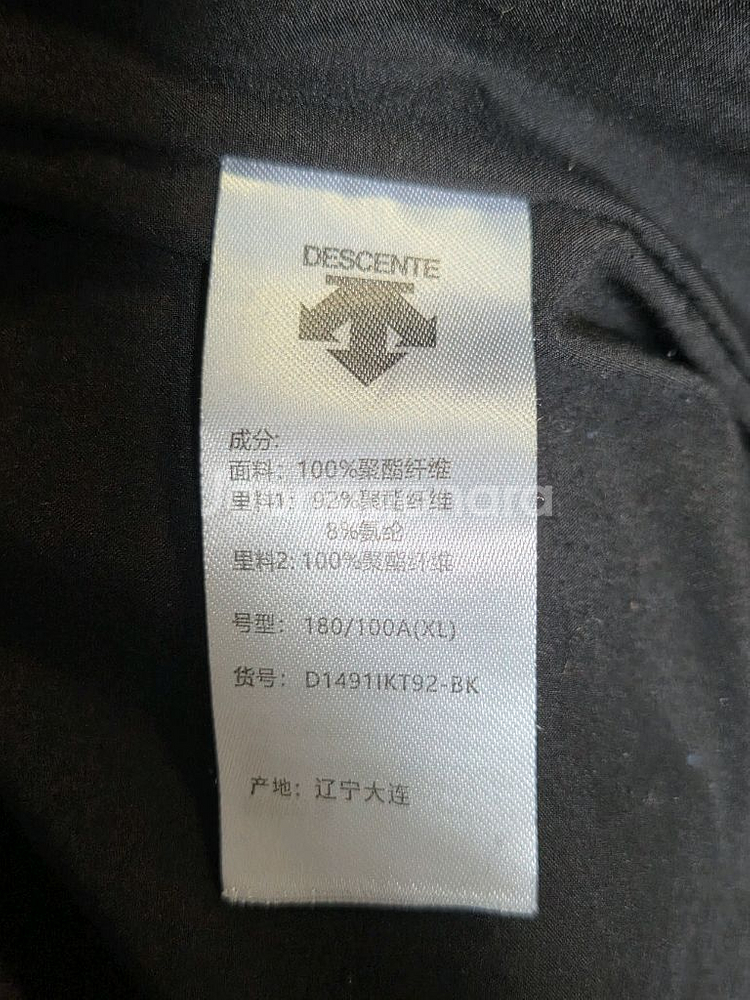 DESCENTE
成分:
面料: 100%聚酯纤维
里料1: 92%聚酯纤维
8%氨纶
里料2: 100%聚酯纤维
号型: 180/100A(XL)
货号: D1491IKT92-BK
产地: 辽宁大连